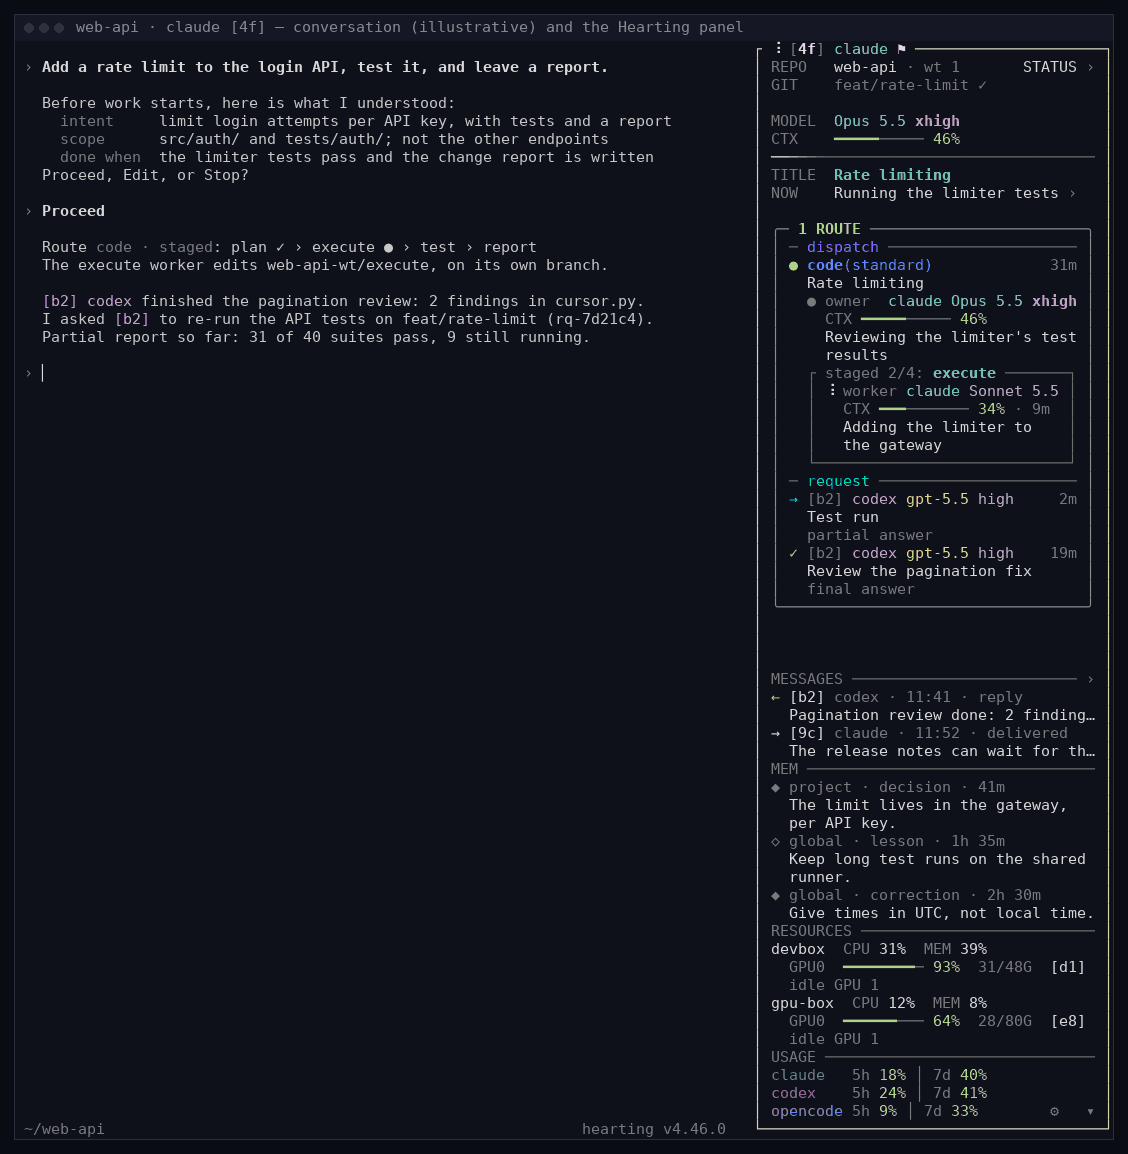 web-api · claude [4f] — conversation (illustrative) and the Hearting panel
› Add a rate limit to the login API, test it, and leave a report.
Before work starts, here is what I understood:
intent limit login attempts per API key, with tests and a report
scope src/auth/ and tests/auth/; not the other endpoints
done when the limiter tests pass and the change report is written
Proceed, Edit, or Stop?
› Proceed
Route code · staged: plan ✓ › execute ● › test › report
The execute worker edits web-api-wt/execute, on its own branch.
[b2] codex finished the pagination review: 2 findings in cursor.py.
I asked [b2] to re-run the API tests on feat/rate-limit (rq-7d21c4).
Partial report so far: 31 of 40 suites pass, 9 still running.
›
~/web-api
hearting v4.46.0
⠸ [4f] claude ⚑
REPO web-api · wt 1 STATUS ›
GIT feat/rate-limit ✓
MODEL Opus 5.5 xhigh
CTX 46%
TITLE Rate limiting
NOW Running the limiter tests ›
1 ROUTE
dispatch
● code(standard) 31m
Rate limiting
● owner claude Opus 5.5 xhigh
CTX 46%
Reviewing the limiter's test
results
staged 2/4: execute
⠸ worker claude Sonnet 5.5
CTX 34% · 9m
Adding the limiter to
the gateway
request
→ [b2] codex gpt-5.5 high 2m
Test run
partial answer
✓ [b2] codex gpt-5.5 high 19m
Review the pagination fix
final answer
MESSAGES ›
← [b2] codex · 11:41 · reply
Pagination review done: 2 finding…
→ [9c] claude · 11:52 · delivered
The release notes can wait for th…
MEM
◆ project · decision · 41m
The limit lives in the gateway,
per API key.
◇ global · lesson · 1h 35m
Keep long test runs on the shared
runner.
◆ global · correction · 2h 30m
Give times in UTC, not local time.
RESOURCES
devbox CPU 31% MEM 39%
GPU0 93% 31/48G [d1]
idle GPU 1
gpu-box CPU 12% MEM 8%
GPU0 64% 28/80G [e8]
idle GPU 1
USAGE
claude 5h 18% │ 7d 40%
codex 5h 24% │ 7d 41%
opencode 5h 9% │ 7d 33% ⚙ ▾